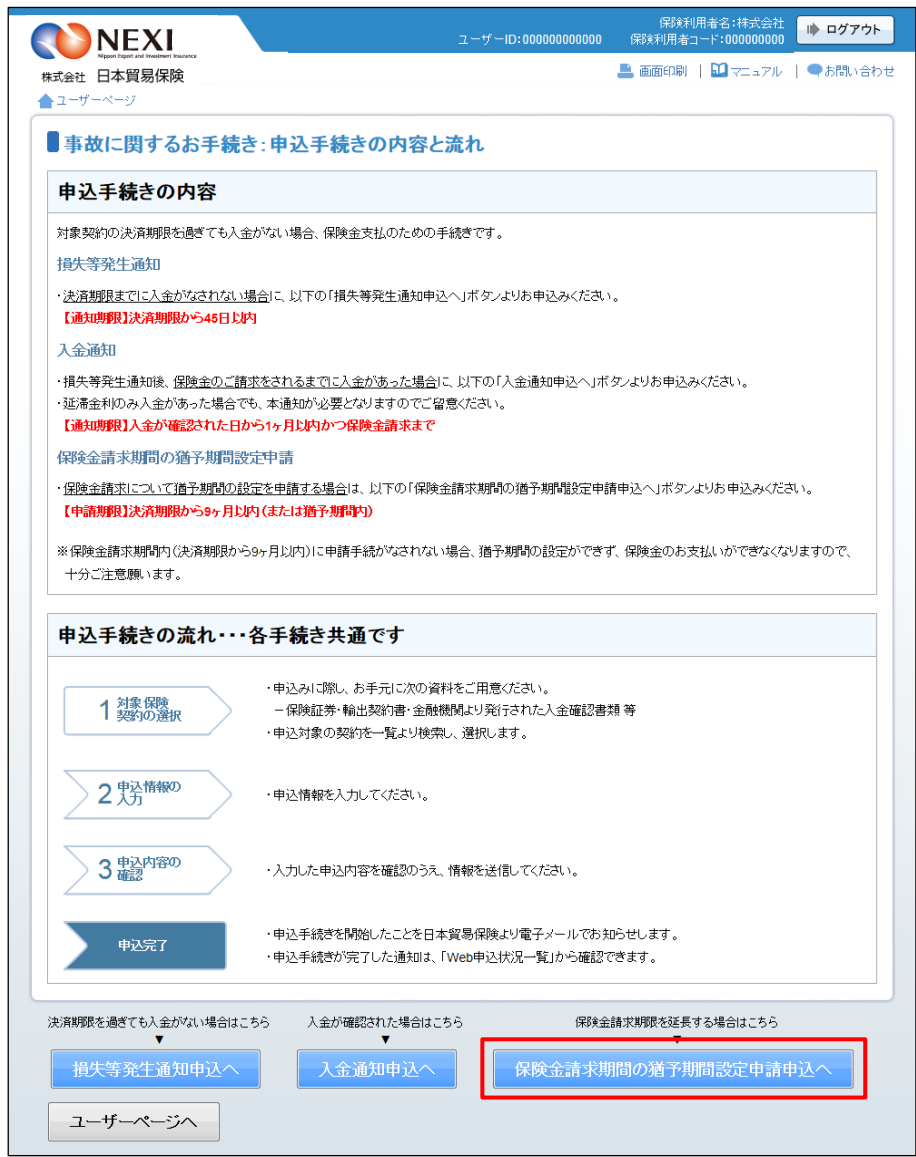 NEXI
Nippon Export and Investment Insurance
株式会社 日本貿易保険
ユーザーID:000000000000
保険利用者名:株式会社
保険利用者コード:000000000
ログアウト
画面印刷 | マニュアル | お問い合わせ
ユーザーページ
事故に関するお手続き:申込手続きの内容と流れ
申込手続きの内容
対象契約の決済期限を過ぎても入金がない場合、保険金支払のための手続きです。
損失等発生通知
・決済期限までに入金がなされない場合に、以下の「損失等発生通知申込へ」ボタンよりお申込みください。
【通知期限】決済期限から45日以内
入金通知
・損失等発生通知後、保険金のご請求をされるまでに入金があった場合に、以下の「入金通知申込へ」ボタンよりお申込みください。
・延滞金利のみ入金があった場合でも、本通知が必要となりますのでご留意ください。
【通知期限】入金が確認された日から1ヶ月以内かつ保険金請求まで
保険金請求期間の猶予期間設定申請
・保険金請求について猶予期間の設定を申請する場合は、以下の「保険金請求期間の猶予期間設定申請申込へ」ボタンよりお申込みください。
【申請期限】決済期限から9ヶ月以内(または猶予期間内)
※保険金請求期間内(決済期限から9ヶ月以内)に申請手続がなされない場合、猶予期間の設定ができず、保険金のお支払いができなくなりますので、
十分ご注意願います。
申込手続きの流れ・・・各手続き共通です
1 対象保険
契約の選択
・申込みに際し、お手元に次の資料をご用意ください。
－保険証券・輸出契約書・金融機関より発行された入金確認書類 等
・申込対象の契約を一覧より検索し、選択します。
2 申込情報の
入力
・申込情報を入力してください。
3 申込内容の
確認
・入力した申込内容を確認のうえ、情報を送信してください。
申込完了
・申込手続きを開始したことを日本貿易保険より電子メールでお知らせします。
・申込手続きが完了した通知は、「Web申込状況一覧」から確認できます。
決済期限を過ぎても入金がない場合はこちら
▼
損失等発生通知申込へ
入金が確認された場合はこちら
▼
入金通知申込へ
保険金請求期限を延長する場合はこちら
▼
保険金請求期間の猶予期間設定申請申込へ
ユーザーページへ